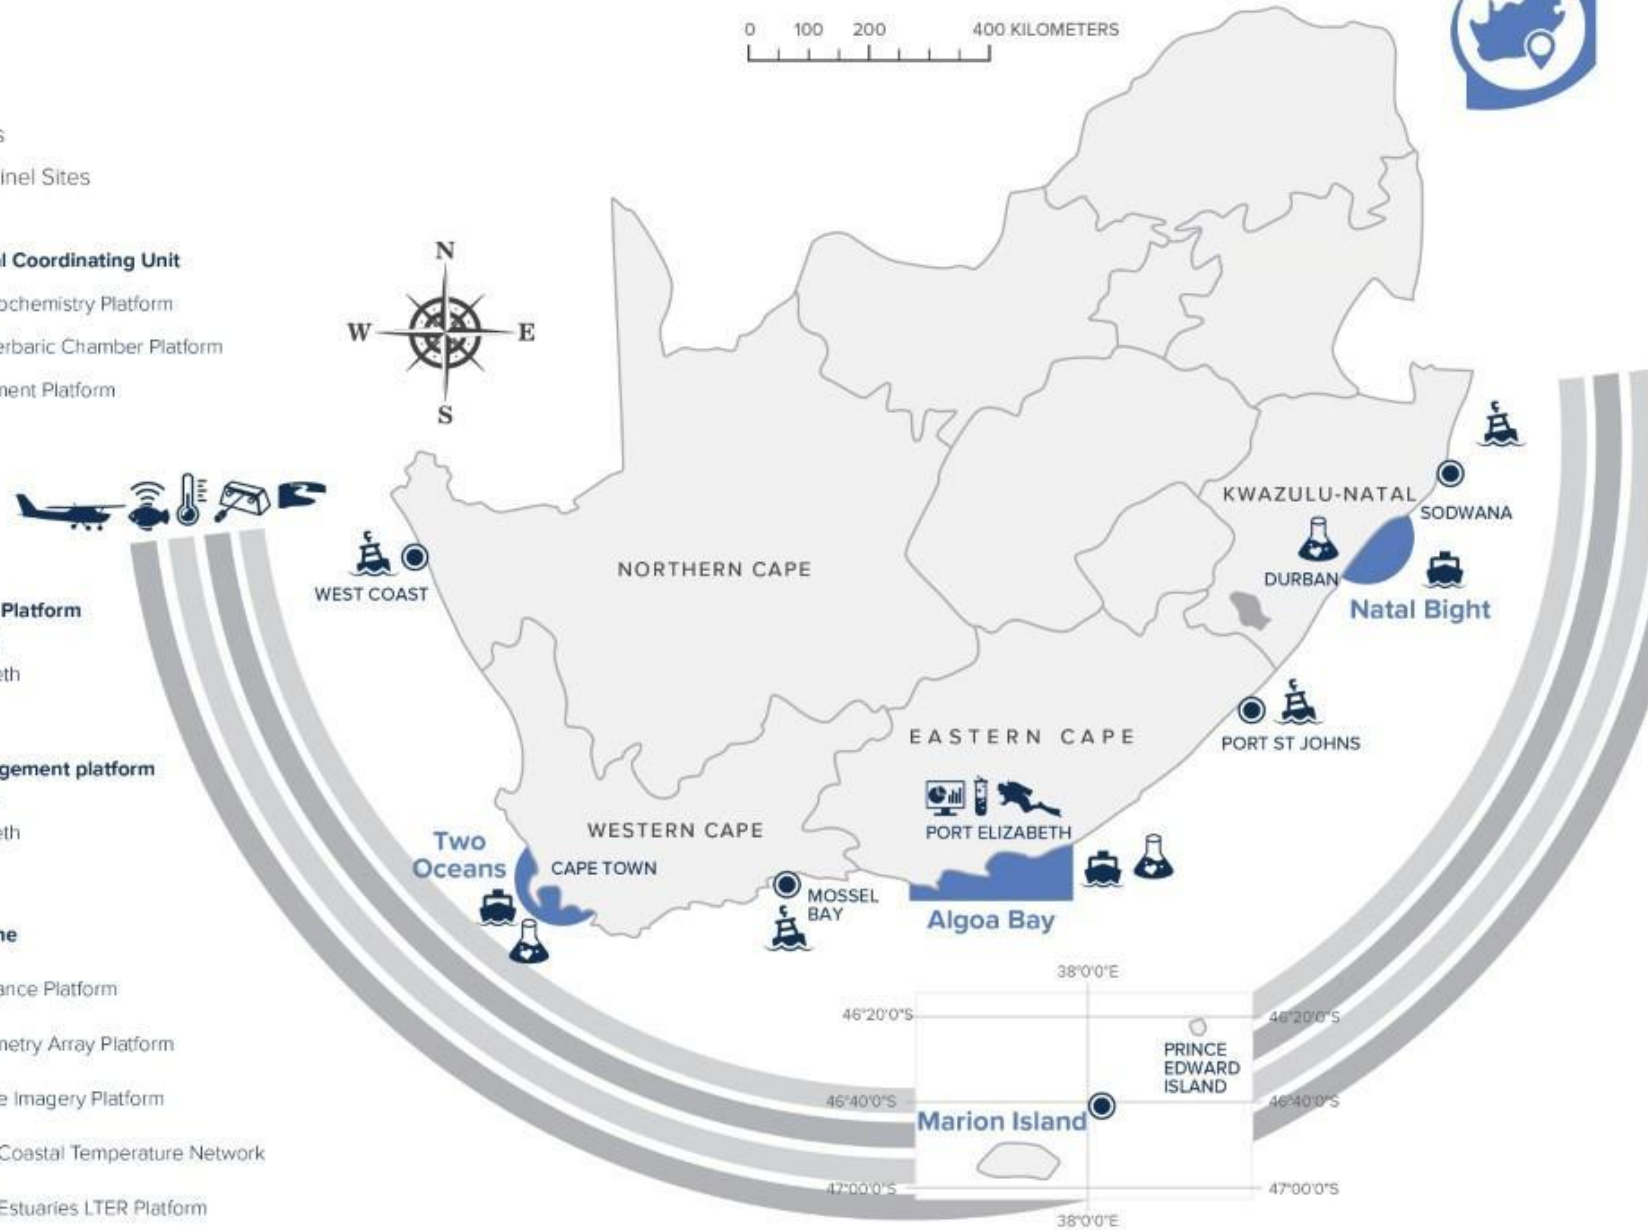 0 100 200 400 KILOMETERS
s
inel Sites
l Coordinating Unit
ochemistry Platform
erbaric Chamber Platform
ment Platform
N
W E
S
KWAZULU-NATAL
SODWANA
DURBAN
Natal Bight
NORTHERN CAPE
WEST COAST
Platform
eth
PORT ST JOHNS
EASTERN CAPE
gement platform
eth
PORT ELIZABETH
WESTERN CAPE
Two
Oceans
CAPE TOWN
MOSSEL
BAY
Algoa Bay
ne
ance Platform
metry Array Platform
e Imagery Platform
Coastal Temperature Network
Estuaries LTER Platform
38°0'0"E
46°20'0"S 46°20'0"S
PRINCE
EDWARD
ISLAND
46°40'0"S 46°40'0"S
Marion Island
47°00'0"S 47°00'0"S
38°0'0"E